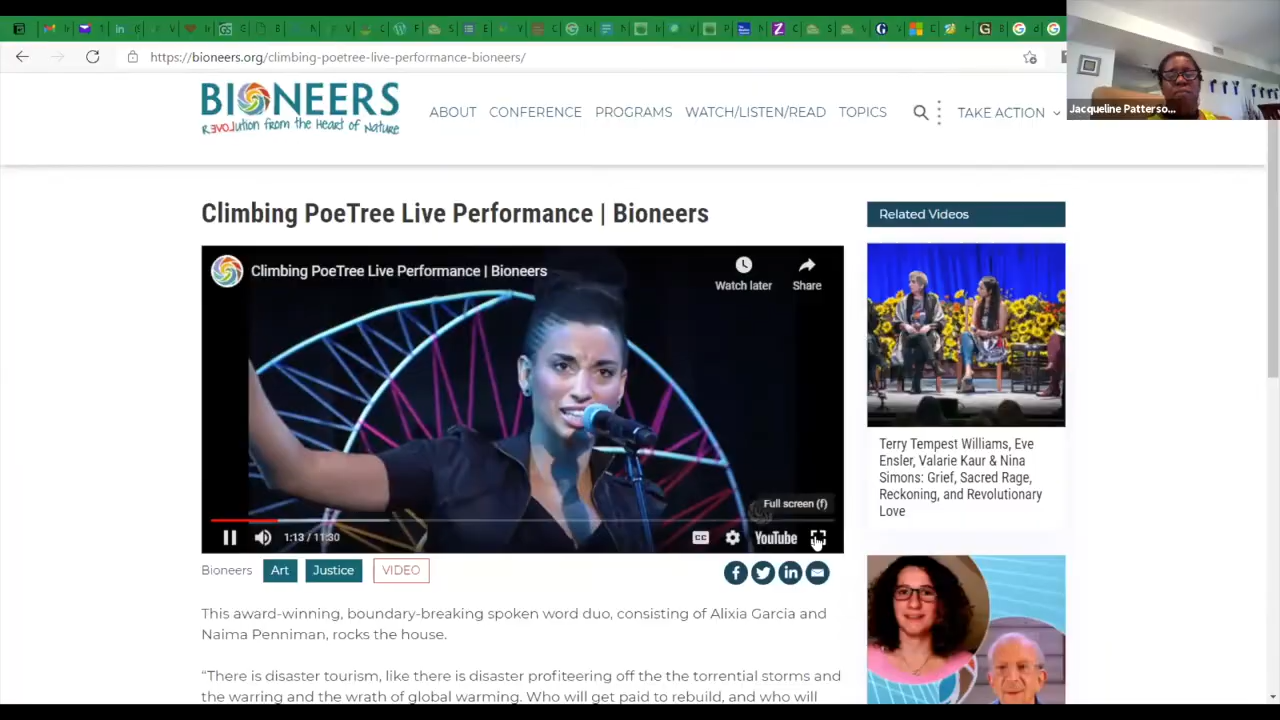 https://bioneers.org/climbing-poetree-live-performance-bioneers/
Jacqueline Patterso...
BIONEERS
REVOLution from the Heart of Nature
ABOUT CONFERENCE PROGRAMS WATCH/LISTEN/READ TOPICS TAKE ACTION
Climbing PoeTree Live Performance | Bioneers
Related Videos
Climbing PoeTree Live Performance | Bioneers
Watch later Share
Terry Tempest Williams, Eve
Ensler, Valarie Kaur & Nina
Simons: Grief, Sacred Rage,
Reckoning, and Revolutionary
Love
Full screen (f)
1:13 / 11:30 CC YouTube
Bioneers Art Justice VIDEO
This award-winning, boundary-breaking spoken word duo, consisting of Alixia Garcia and
Naima Penniman, rocks the house.
“There is disaster tourism, like there is disaster profiteering off the the torrential storms and
the warring and the wrath of global warming. Who will get paid to rebuild, and who will